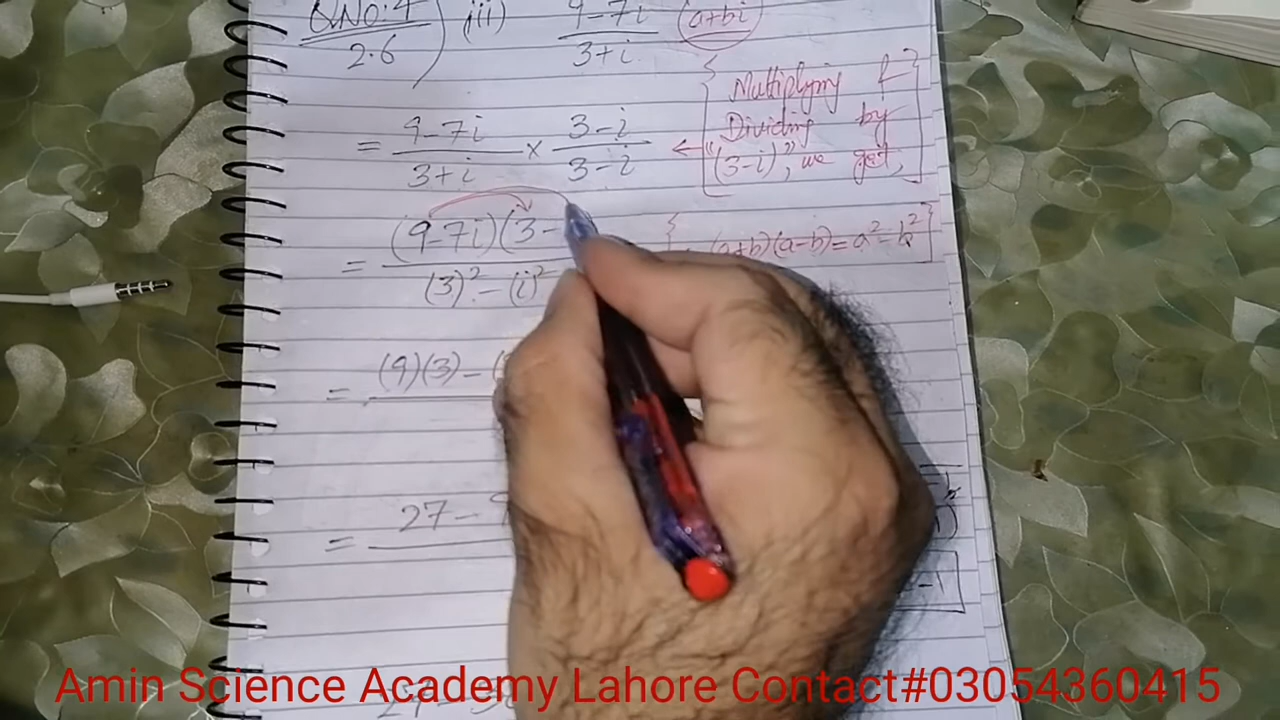 Q.No:4 (iii) 9-7i (a+bi)
2.6) 3+i
Multiplying &
= 9-7i × 3-i Dividing by
3+i 3-i "(3-i)", we get,
= (9-7i)(3- (a+b)(a-b)=a²-b²
(3)²-(i)²
= (9)(3)-(
= 27-
Amin Science Academy Lahore Contact#03054360415